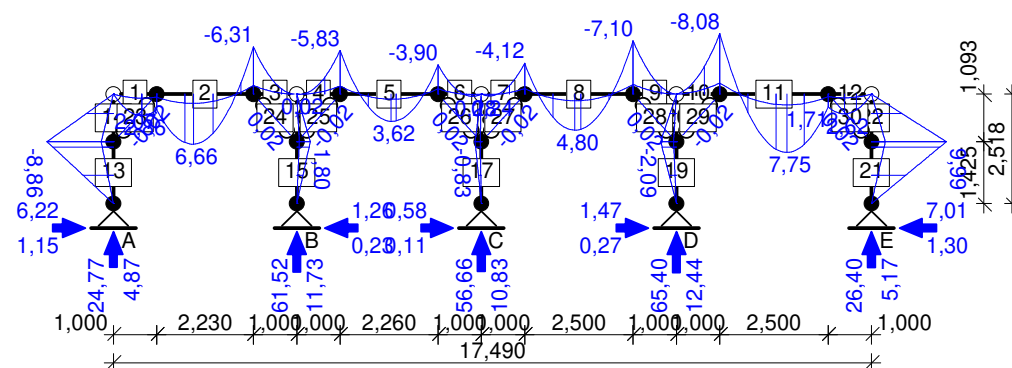 -6,31 -5,83 -3,90 -4,12 -7,10 -8,08
1 2 3 4 5 6 7 8 9 10 11 12
24 25 26 27 28 29 30
6,66 3,62 4,80 7,75
-8,86 -1,80 -0,83 -2,09 9,99
13 15 17 19 21
1,093
1,425
2,518
6,22 1,26 0,58 1,47 7,01
A B C D E
1,15 0,23 0,11 0,27 1,30
24,77 4,87 61,52 11,73 56,66 10,83 65,40 12,44 26,40 5,17
1,000 2,230 1,000 1,000 2,260 1,000 1,000 2,500 1,000 1,000 2,500 1,000
17,490